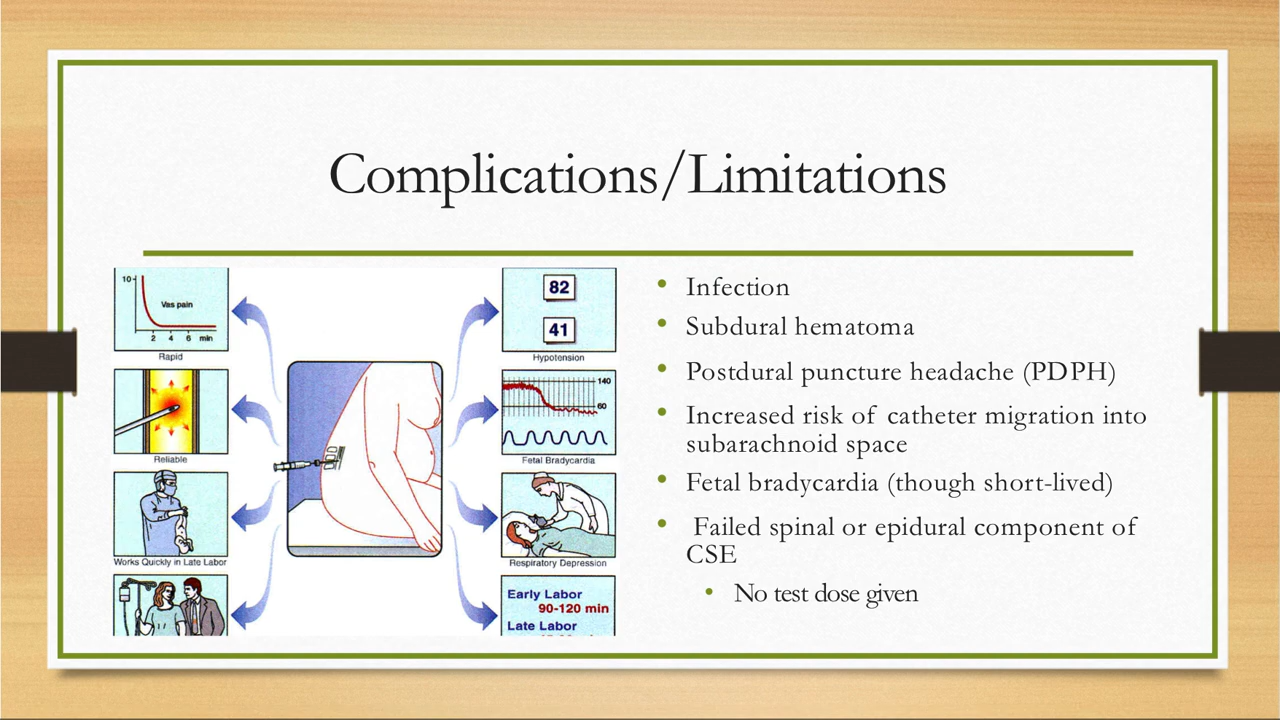 Complications/Limitations
10
Vas pain
2 4 6 min
Rapid
Reliable
Works Quickly in Late Labor
82
41
Hypotension
140
60
Fetal Bradycardia
Respiratory Depression
Early Labor
90-120 min
Late Labor
• Infection
• Subdural hematoma
• Postdural puncture headache (PDPH)
• Increased risk of catheter migration into
subarachnoid space
• Fetal bradycardia (though short-lived)
• Failed spinal or epidural component of
CSE
• No test dose given